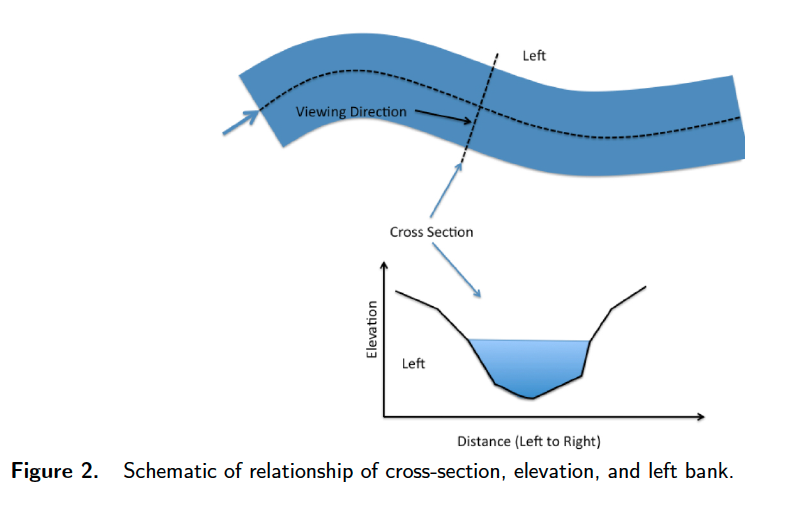 Left
Viewing Direction
Cross Section
Elevation
Left
Distance (Left to Right)
Figure 2. Schematic of relationship of cross-section, elevation, and left bank.